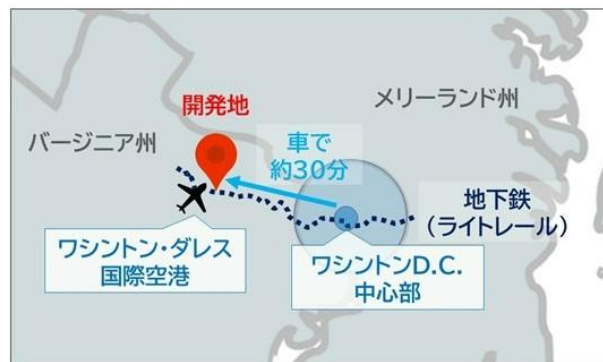 メリーランド州
開発地
バージニア州
車で
約30分
地下鉄
(ライトレール)
ワシントン・ダレス
国際空港
ワシントンD.C.
中心部